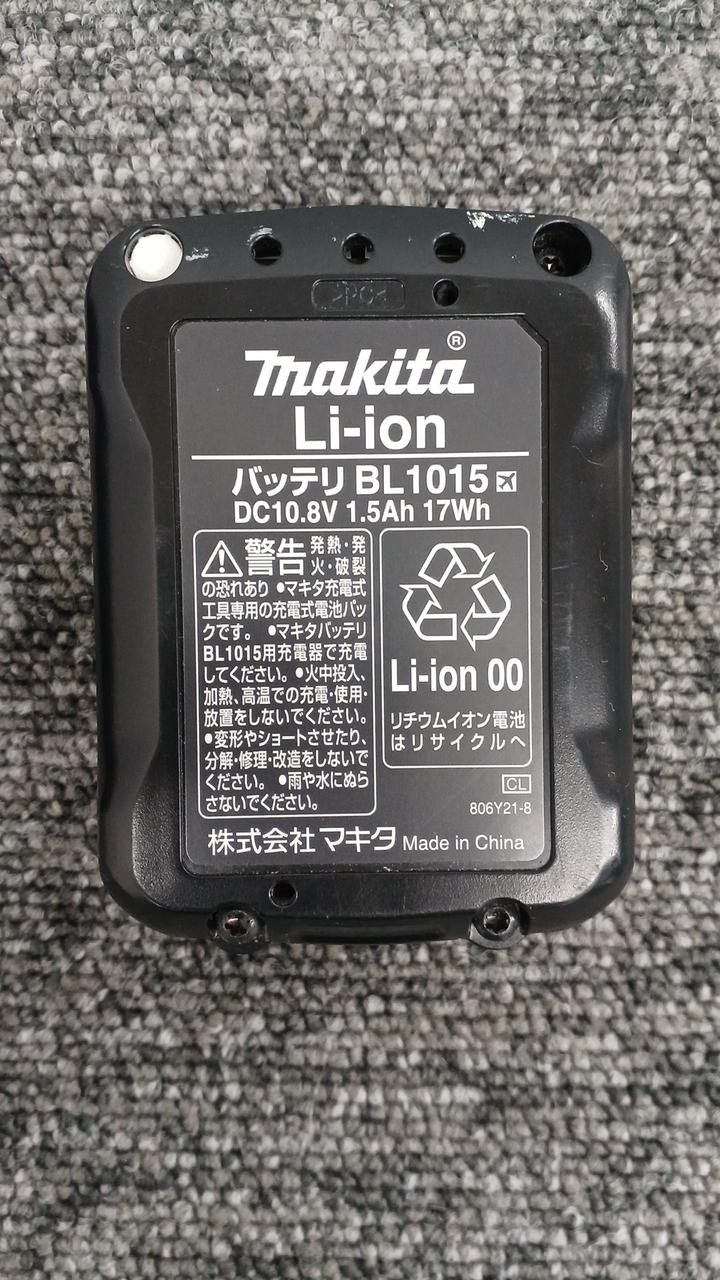 >PC<
makita®
Li-ion
バッテリ BL1015
DC10.8V 1.5Ah 17Wh
警告 発熱・発
火・破裂
の恐れあり •マキタ充電式
工具専用の充電式電池パッ
クです。 •マキタバッテリ
BL1015用充電器で充電
してください。•火中投入、
加熱、高温での充電・使用・
放置をしないでください。
•変形やショートさせたり、
分解・修理・改造をしないで
ください。 •雨や水にぬら
さないでください。
Li-ion 00
リチウムイオン電池
はリサイクルへ
CL
806Y21-8
株式会社 マキタ Made in China